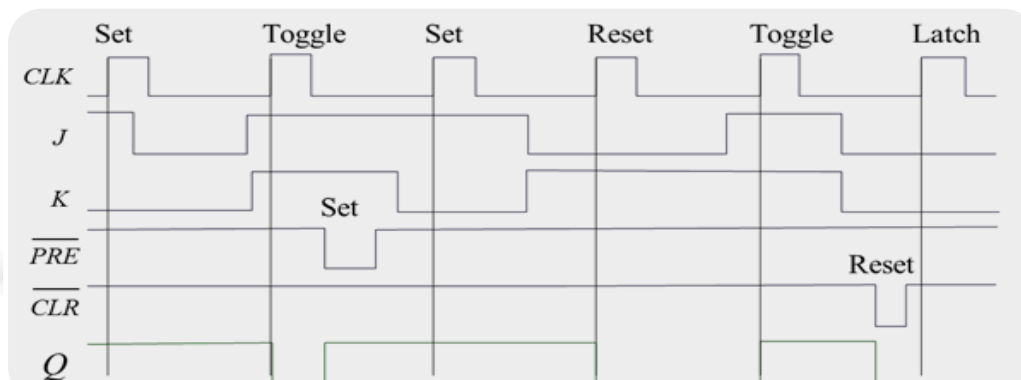 Set Toggle Set Reset Toggle Latch
CLK
J
K
Set
PRE
Reset
CLR
Q